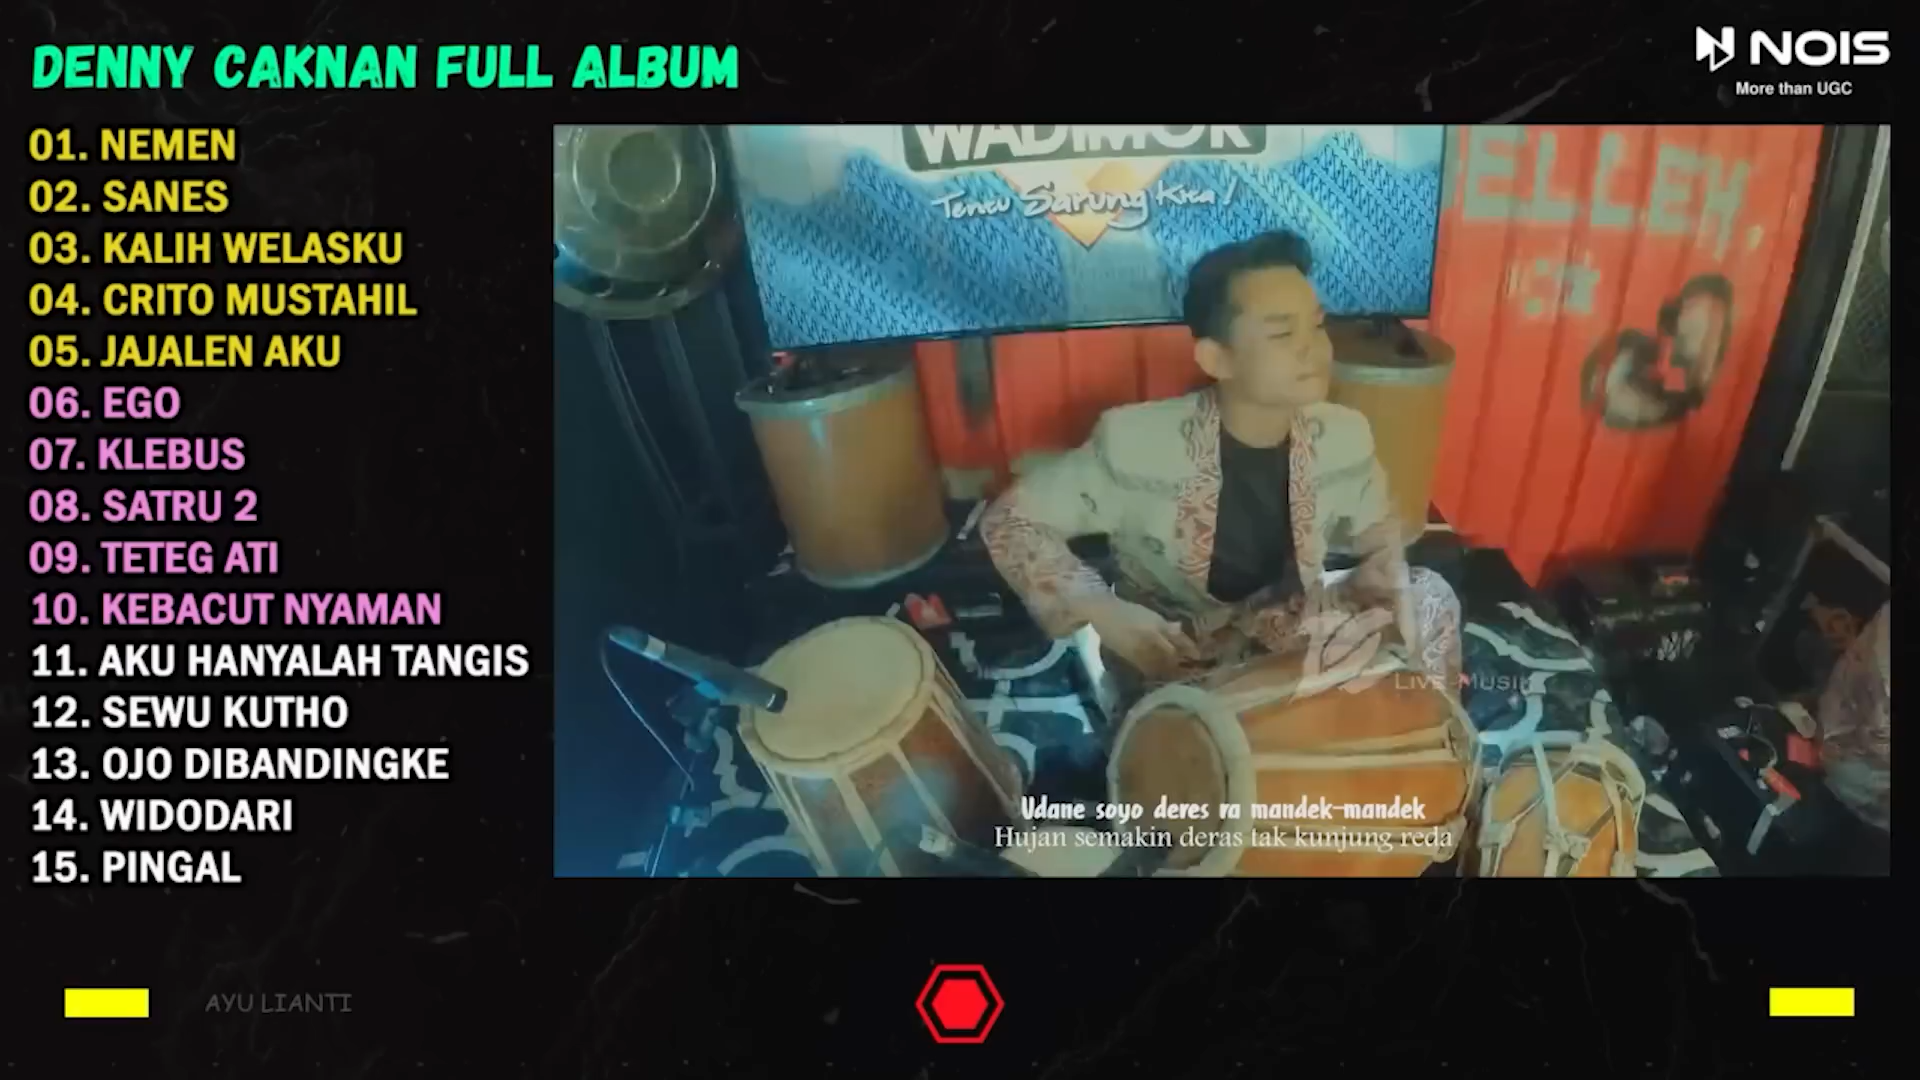 DENNY CAKNAN FULL ALBUM
NOIS
More than UGC
01. NEMEN
02. SANES
03. KALIH WELASKU
04. CRITO MUSTAHIL
05. JAJALEN AKU
06. EGO
07. KLEBUS
08. SATRU 2
09. TETEG ATI
10. KEBACUT NYAMAN
11. AKU HANYALAH TANGIS
12. SEWU KUTHO
13. OJO DIBANDINGKE
14. WIDODARI
15. PINGAL
WADIMOR
Tentu Sarung Kita!
LIVE MUSIK
Udane soyo deres ra mandek-mandek
Hujan semakin deras tak kunjung reda
AYU LIANTI